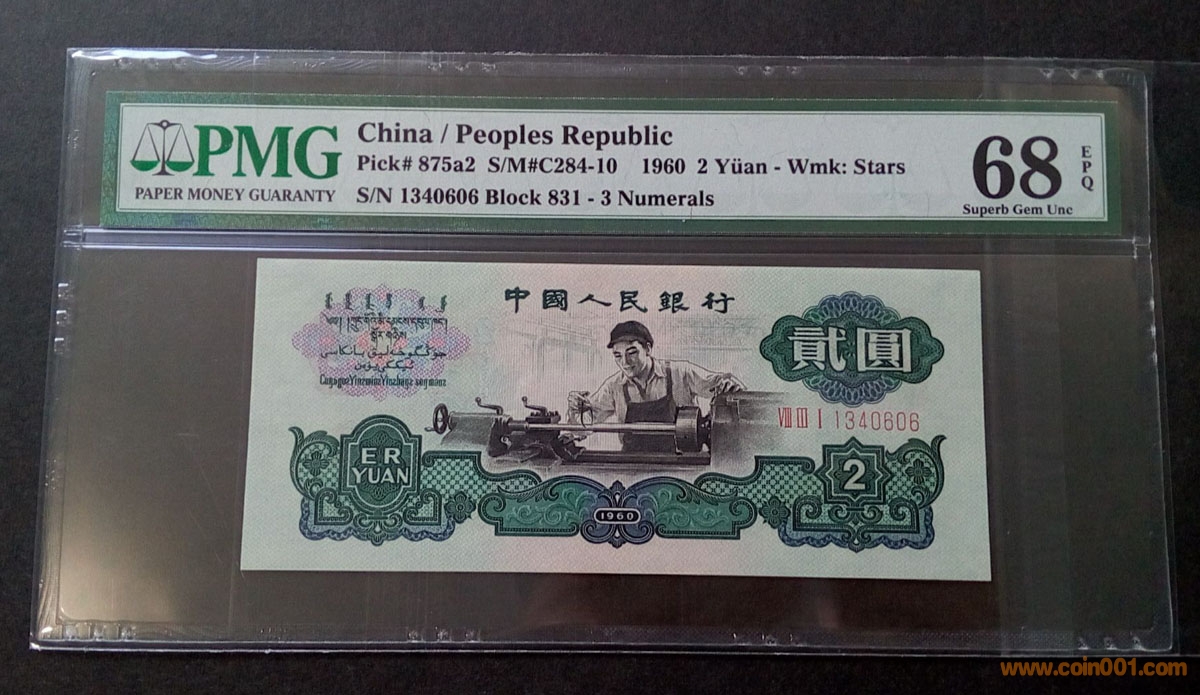 PMG
PAPER MONEY GUARANTY
China / Peoples Republic
Pick# 875a2 S/M#C284-10 1960 2 Yüan - Wmk: Stars
S/N 1340606 Block 831 - 3 Numerals
68
EPQ
Superb Gem Unc
中國人民銀行
貳圓
VIII III I 1340606
ER
YUAN
2
1960
www.coin001.com